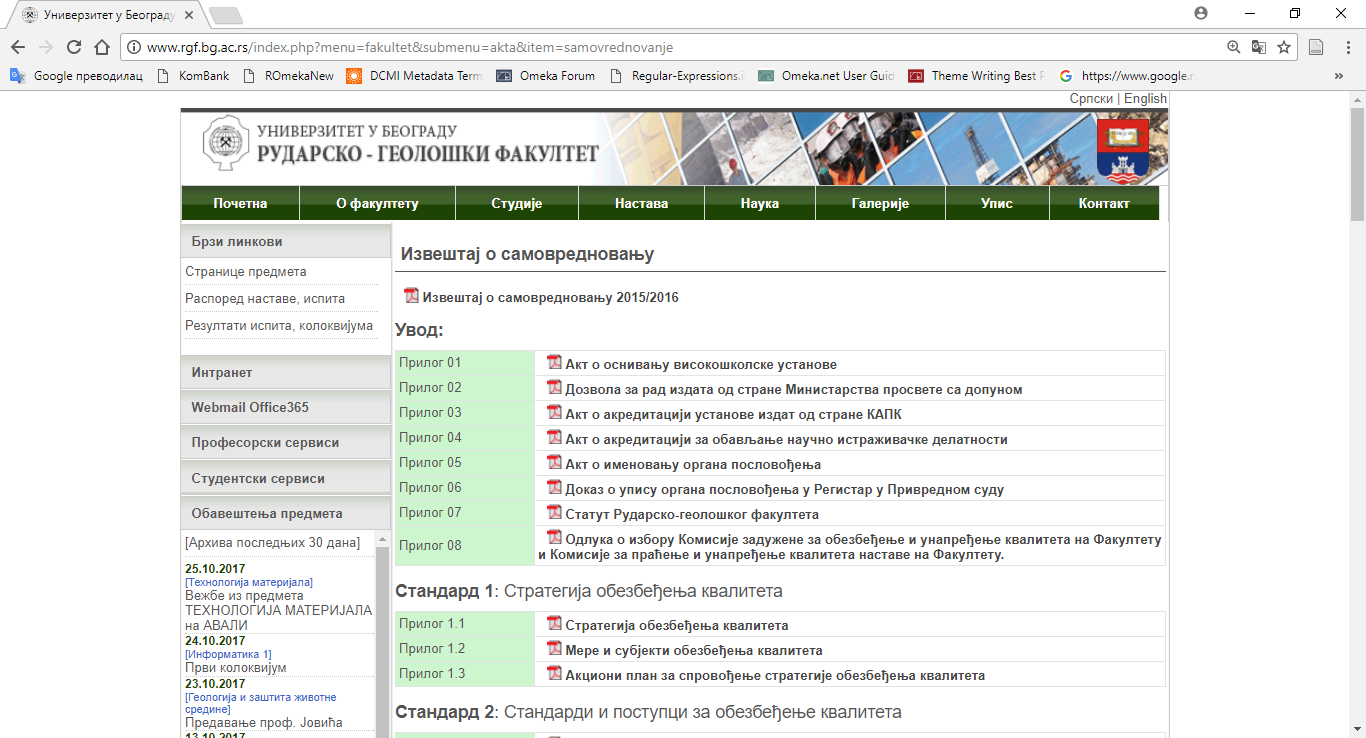 Универзитет у Београду
www.rgf.bg.ac.rs/index.php?menu=fakultet&submenu=akta&item=samovrednovanje
Google преводилац
KomBank
ROmekaNew
DCMI Metadata Term
Omeka Forum
Regular-Expressions.i
Omeka.net User Guid
Theme Writing Best P
https://www.google.r
»
Српски | English
УНИВЕРЗИТЕТ У БЕОГРАДУ
РУДАРСКО - ГЕОЛОШКИ ФАКУЛТЕТ
Почетна
О факултету
Студије
Настава
Наука
Галерије
Упис
Контакт
Брзи линкови
Странице предмета
Распоред наставе, испита
Резултати испита, колоквијума
Интранет
Webmail Office365
Професорски сервиси
Студентски сервиси
Обавештења предмета
[Архива последњих 30 дана]
25.10.2017
[Технологија материјала]
Вежбе из предмета
ТЕХНОЛОГИЈА МАТЕРИЈАЛА
на АВАЛИ
24.10.2017
[Информатика 1]
Први колоквијум
23.10.2017
[Геологија и заштита животне
средине]
Предавање проф. Јовића
13.10.2017
Извештај о самовредновању
Извештај о самовредновању 2015/2016
Увод:
Прилог 01 Акт о оснивању високошколске установе
Прилог 02 Дозвола за рад издата од стране Министарства просвете са допуном
Прилог 03 Акт о акредитацији установе издат од стране КАПК
Прилог 04 Акт о акредитацији за обављање научно истраживачке делатности
Прилог 05 Акт о именовању органа пословођења
Прилог 06 Доказ о упису органа пословођења у Регистар у Привредном суду
Прилог 07 Статут Рударско-геолошког факултета
Прилог 08 Одлука о избору Комисије задужене за обезбеђење и унапређење квалитета на Факултету
и Комисије за праћење и унапређење квалитета наставе на Факултету.
Стандард 1: Стратегија обезбеђења квалитета
Прилог 1.1 Стратегија обезбеђења квалитета
Прилог 1.2 Мере и субјекти обезбеђења квалитета
Прилог 1.3 Акциони план за спровођење стратегије обезбеђења квалитета
Стандард 2: Стандарди и поступци за обезбеђење квалитета